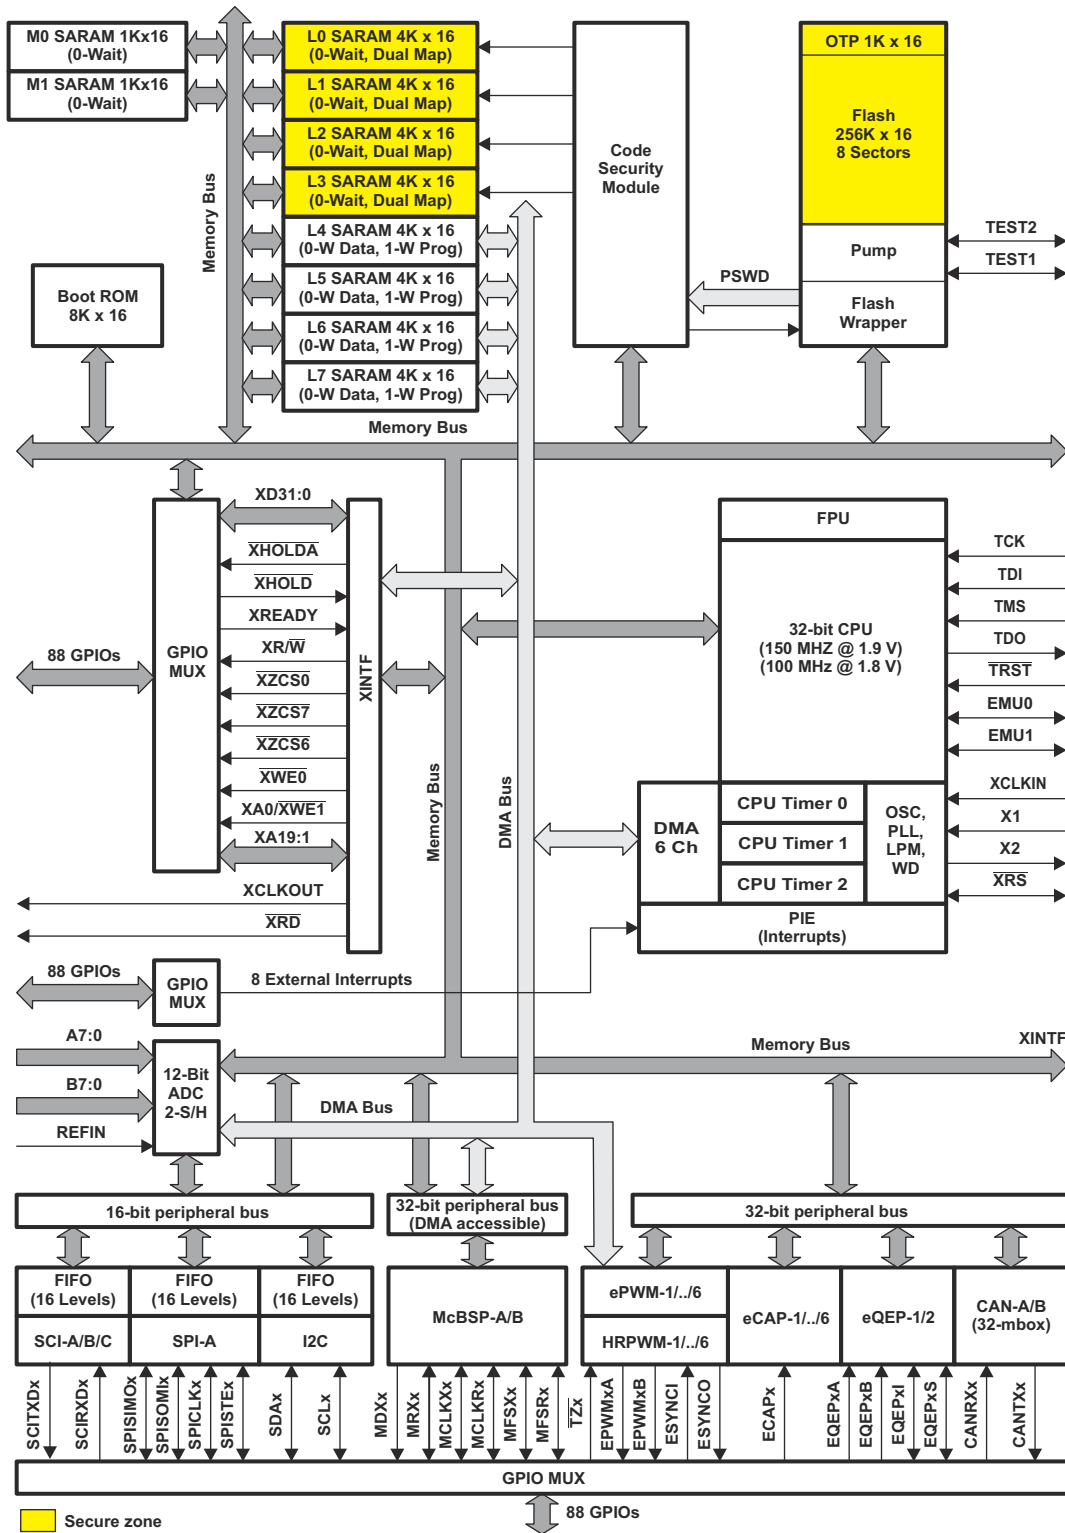 M0 SARAM 1Kx16
(0-Wait)
M1 SARAM 1Kx16
(0-Wait)
L0 SARAM 4K x 16
(0-Wait, Dual Map)
L1 SARAM 4K x 16
(0-Wait, Dual Map)
L2 SARAM 4K x 16
(0-Wait, Dual Map)
L3 SARAM 4K x 16
(0-Wait, Dual Map)
L4 SARAM 4K x 16
(0-W Data, 1-W Prog)
L5 SARAM 4K x 16
(0-W Data, 1-W Prog)
L6 SARAM 4K x 16
(0-W Data, 1-W Prog)
L7 SARAM 4K x 16
(0-W Data, 1-W Prog)
Memory Bus
Code
Security
Module
OTP 1K x 16
Flash
256K x 16
8 Sectors
Pump
Flash
Wrapper
TEST2
TEST1
PSWD
Boot ROM
8K x 16
Memory Bus
XD31:0
XHOLDA
XHOLD
XREADY
XR/W
XZCS0
XZCS7
XZCS6
XWE0
XA0/XWE1
XA19:1
XCLKOUT
XRD
88 GPIOs
GPIO
MUX
XINTF
Memory Bus
DMA Bus
FPU
32-bit CPU
(150 MHZ @ 1.9 V)
(100 MHz @ 1.8 V)
TCK
TDI
TMS
TDO
TRST
EMU0
EMU1
XCLKIN
X1
X2
XRS
DMA
6 Ch
CPU Timer 0
CPU Timer 1
CPU Timer 2
OSC,
PLL,
LPM,
WD
PIE
(Interrupts)
88 GPIOs
GPIO
MUX
8 External Interrupts
A7:0
B7:0
REFIN
12-Bit
ADC
2-S/H
Memory Bus
XINTF
DMA Bus
16-bit peripheral bus
32-bit peripheral bus
(DMA accessible)
32-bit peripheral bus
FIFO
(16 Levels)
SCI-A/B/C
FIFO
(16 Levels)
SPI-A
FIFO
(16 Levels)
I2C
McBSP-A/B
ePWM-1/../6
HRPWM-1/../6
eCAP-1/../6
eQEP-1/2
CAN-A/B
(32-mbox)
SCITXDx
SCIRXDx
SPISIMOx
SPISOMIx
SPICLKx
SPISTEx
SDAx
SCLx
MDXx
MRXx
MCLKXx
MCLKRx
MFSXx
MFSRx
TZx
EPWMxA
EPWMxB
ESYNCI
ESYNCO
ECAPx
EQEPxA
EQEPxB
EQEPxI
EQEPxS
CANRXx
CANTXx
GPIO MUX
88 GPIOs
Secure zone